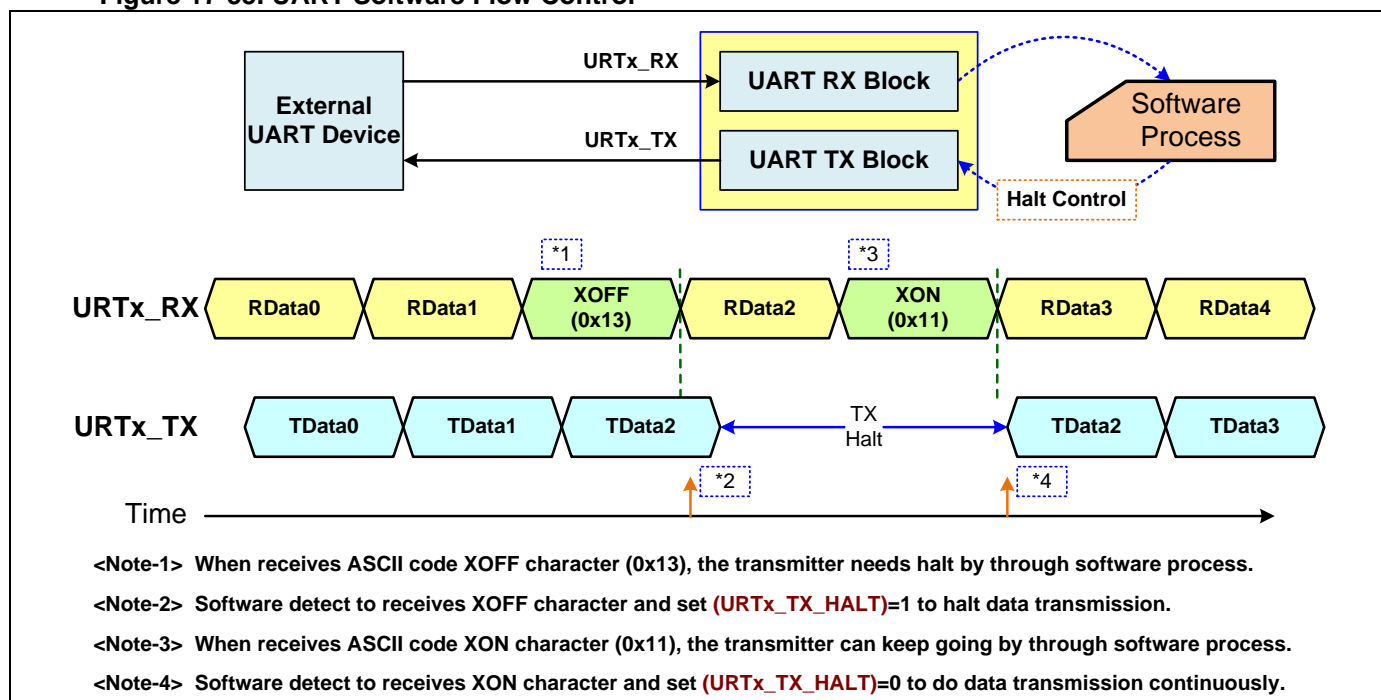 Figure UART Software Flow Control
URTx_RX
UART RX Block
External
UART Device
Software
Process
URTx_TX
UART TX Block
Halt Control
*1
*3
URTx_RX
RData0
RData1
XOFF
(0x13)
RData2
XON
(0x11)
RData3
RData4
URTx_TX
TData0
TData1
TData2
TX
Halt
TData2
TData3
*2
*4
Time
<Note-1> When receives ASCII code XOFF character (0x13), the transmitter needs halt by through software process.
<Note-2> Software detect to receives XOFF character and set (URTx_TX_HALT)=1 to halt data transmission.
<Note-3> When receives ASCII code XON character (0x11), the transmitter can keep going by through software process.
<Note-4> Software detect to receives XON character and set (URTx_TX_HALT)=0 to do data transmission continuously.